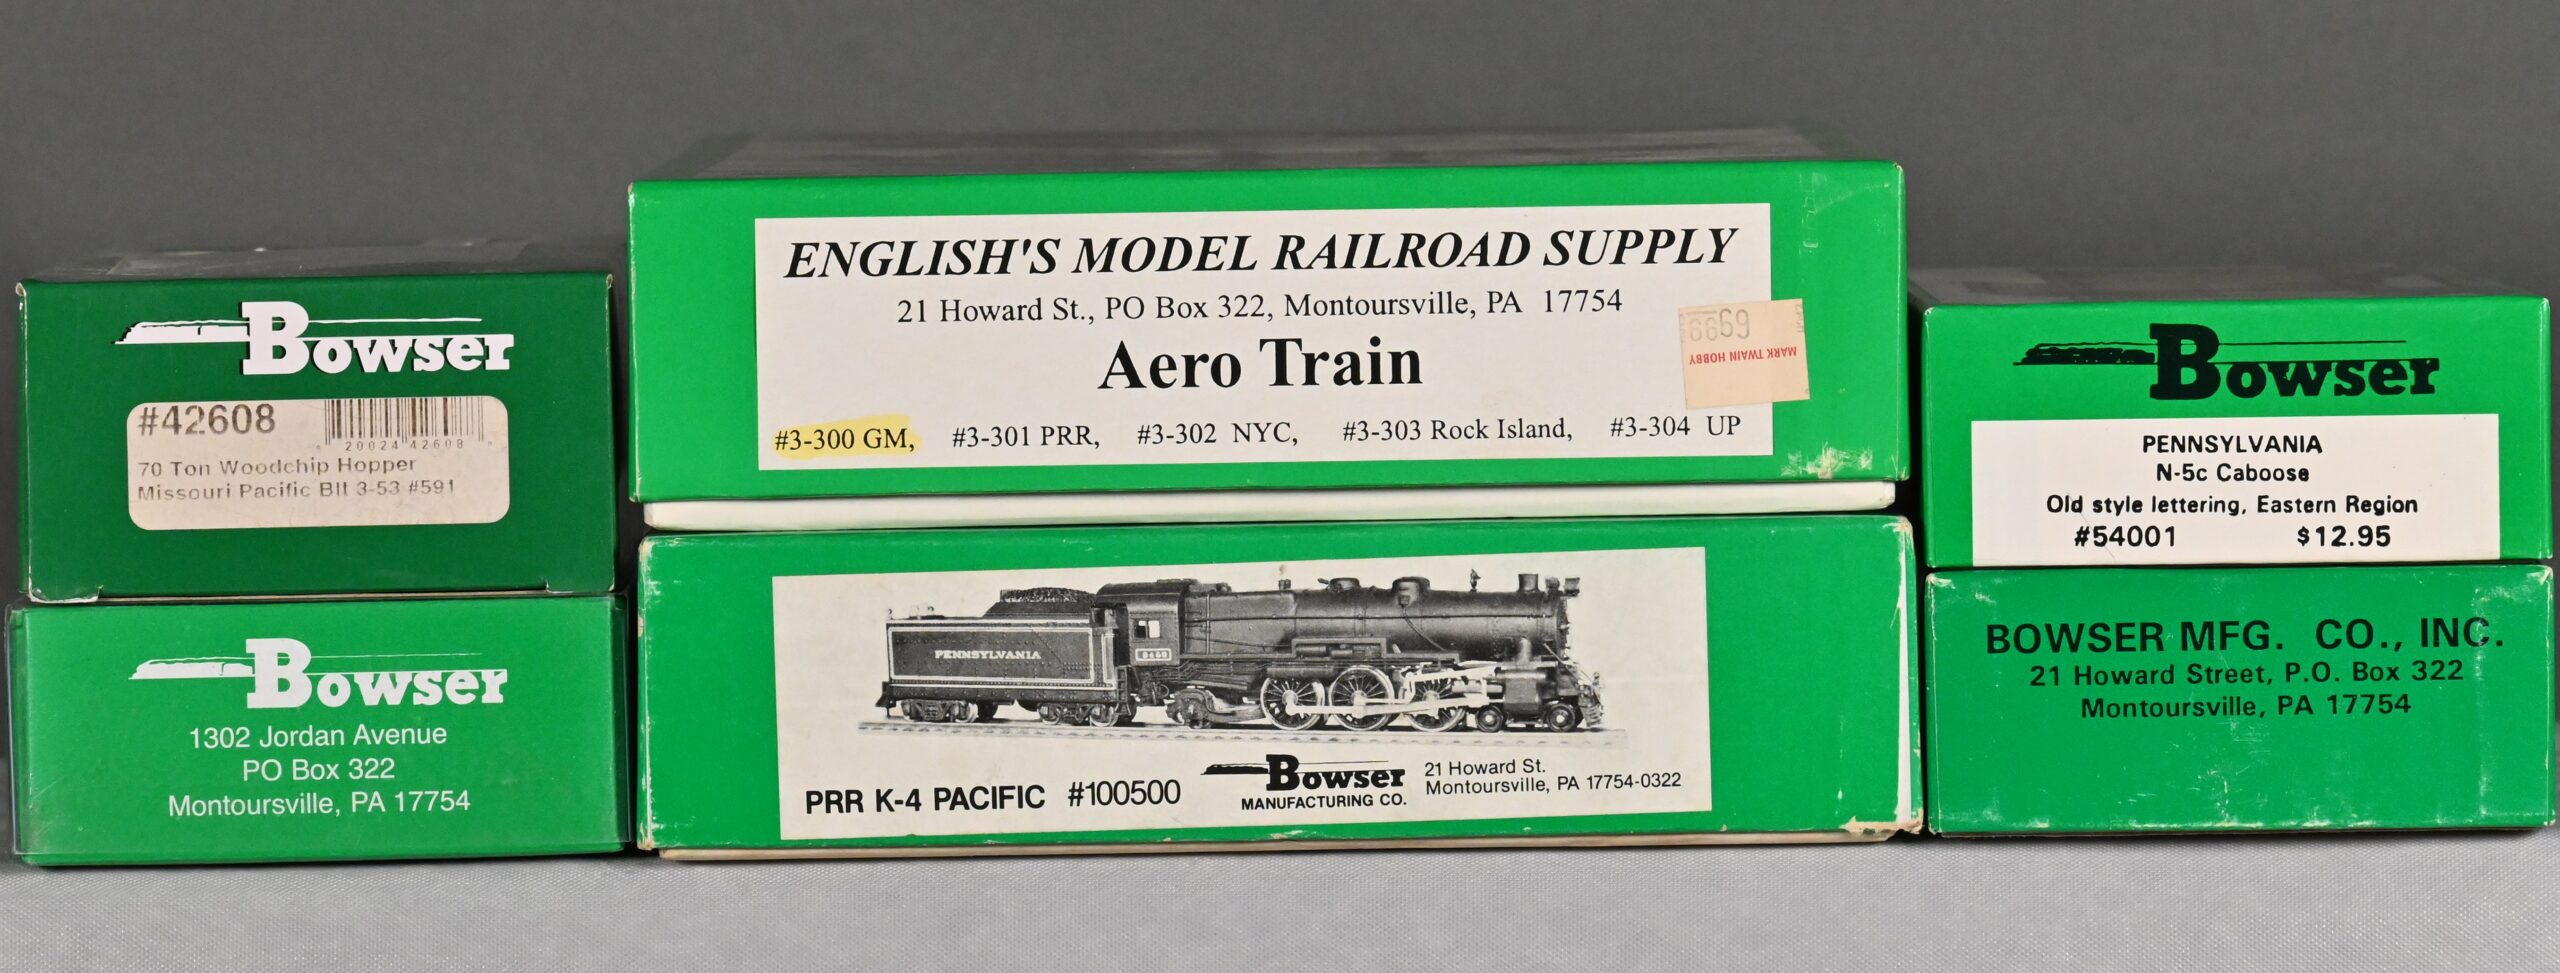 Bowser
#42608
20024 42608
70 Ton Woodchip Hopper
Missouri Pacific Blt 3-53 #591
Bowser
1302 Jordan Avenue
PO Box 322
Montoursville, PA 17754
ENGLISH'S MODEL RAILROAD SUPPLY
21 Howard St., PO Box 322, Montoursville, PA 17754
Aero Train
#3-300 GM, #3-301 PRR, #3-302 NYC, #3-303 Rock Island, #3-304 UP
6999
MARK TWAIN HOBBY
PENNSYLVANIA
PRR K-4 PACIFIC #100500
Bowser
MANUFACTURING CO.
21 Howard St.
Montoursville, PA 17754-0322
Bowser
PENNSYLVANIA
N-5c Caboose
Old style lettering, Eastern Region
#54001 $12.95
BOWSER MFG. CO., INC.
21 Howard Street, P.O. Box 322
Montoursville, PA 17754